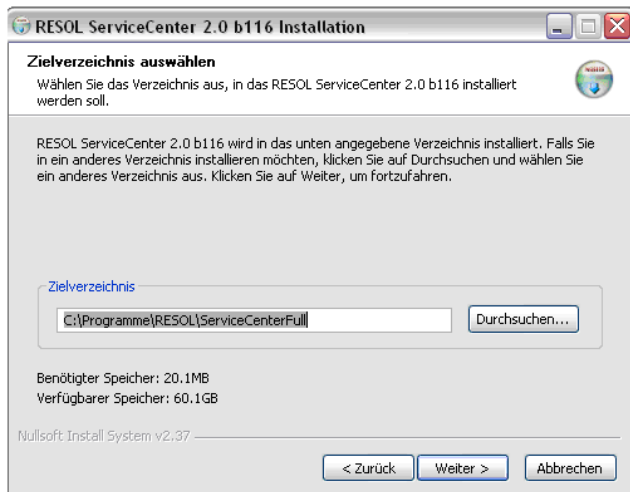 RESOL ServiceCenter 2.0 b116 Installation
Zielverzeichnis auswählen
Wählen Sie das Verzeichnis aus, in das RESOL ServiceCenter 2.0 b116 installiert
werden soll.
RESOL ServiceCenter 2.0 b116 wird in das unten angegebene Verzeichnis installiert. Falls Sie
in ein anderes Verzeichnis installieren möchten, klicken Sie auf Durchsuchen und wählen Sie
ein anderes Verzeichnis aus. Klicken Sie auf Weiter, um fortzufahren.
Zielverzeichnis
C:\Programme\RESOL\ServiceCenterFull
Durchsuchen...
Benötigter Speicher: 20.1MB
Verfügbarer Speicher: 60.1GB
Nullsoft Install System v2.37
< Zurück
Weiter >
Abbrechen